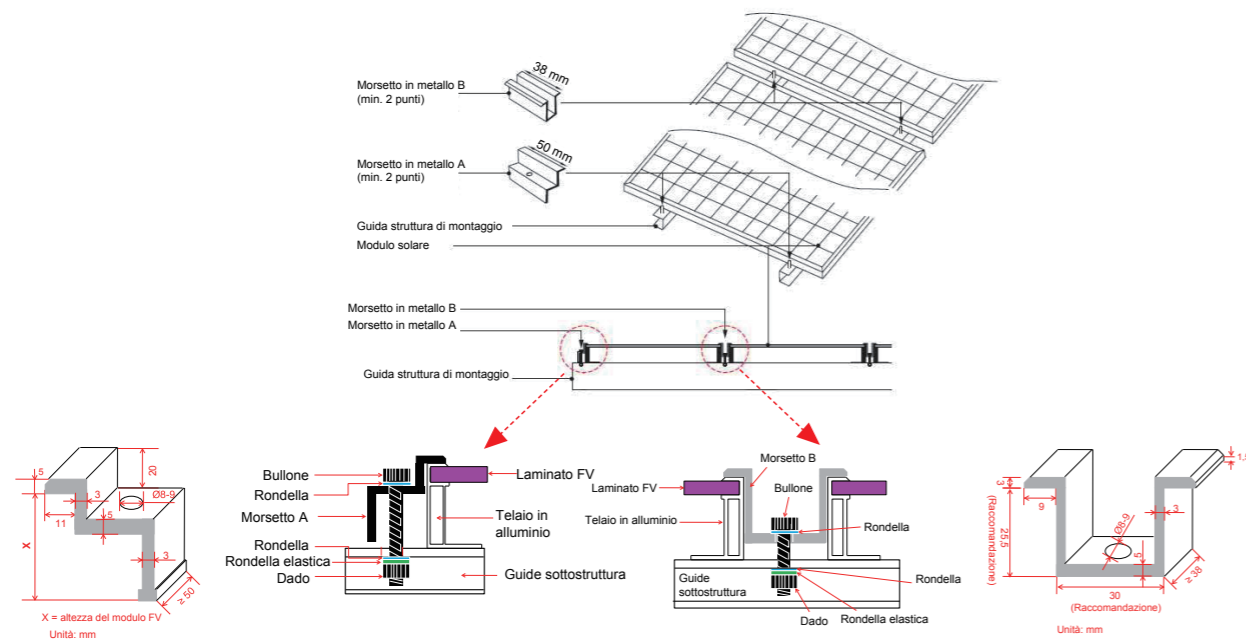 Morsetto in metallo B
(min. 2 punti)
38 mm
Morsetto in metallo A
(min. 2 punti)
50 mm
Guida struttura di montaggio
Modulo solare
Morsetto in metallo B
Morsetto in metallo A
Guida struttura di montaggio
5
20
3
Ø8-9
11
5
X
3
≥ 50
X = altezza del modulo FV
Unità: mm
Bullone
Rondella
Morsetto A
Rondella
Rondella elastica
Dado
Laminato FV
Telaio in
alluminio
Guide sottostruttura
Morsetto B
Laminato FV
Bullone
Telaio in alluminio
Rondella
Guide
sottostruttura
Rondella
Dado
Rondella elastica
1,5
3
9
3
25,5
(Raccomandazione)
Ø8-9
5
≥ 38
30
(Raccomandazione)
Unità: mm